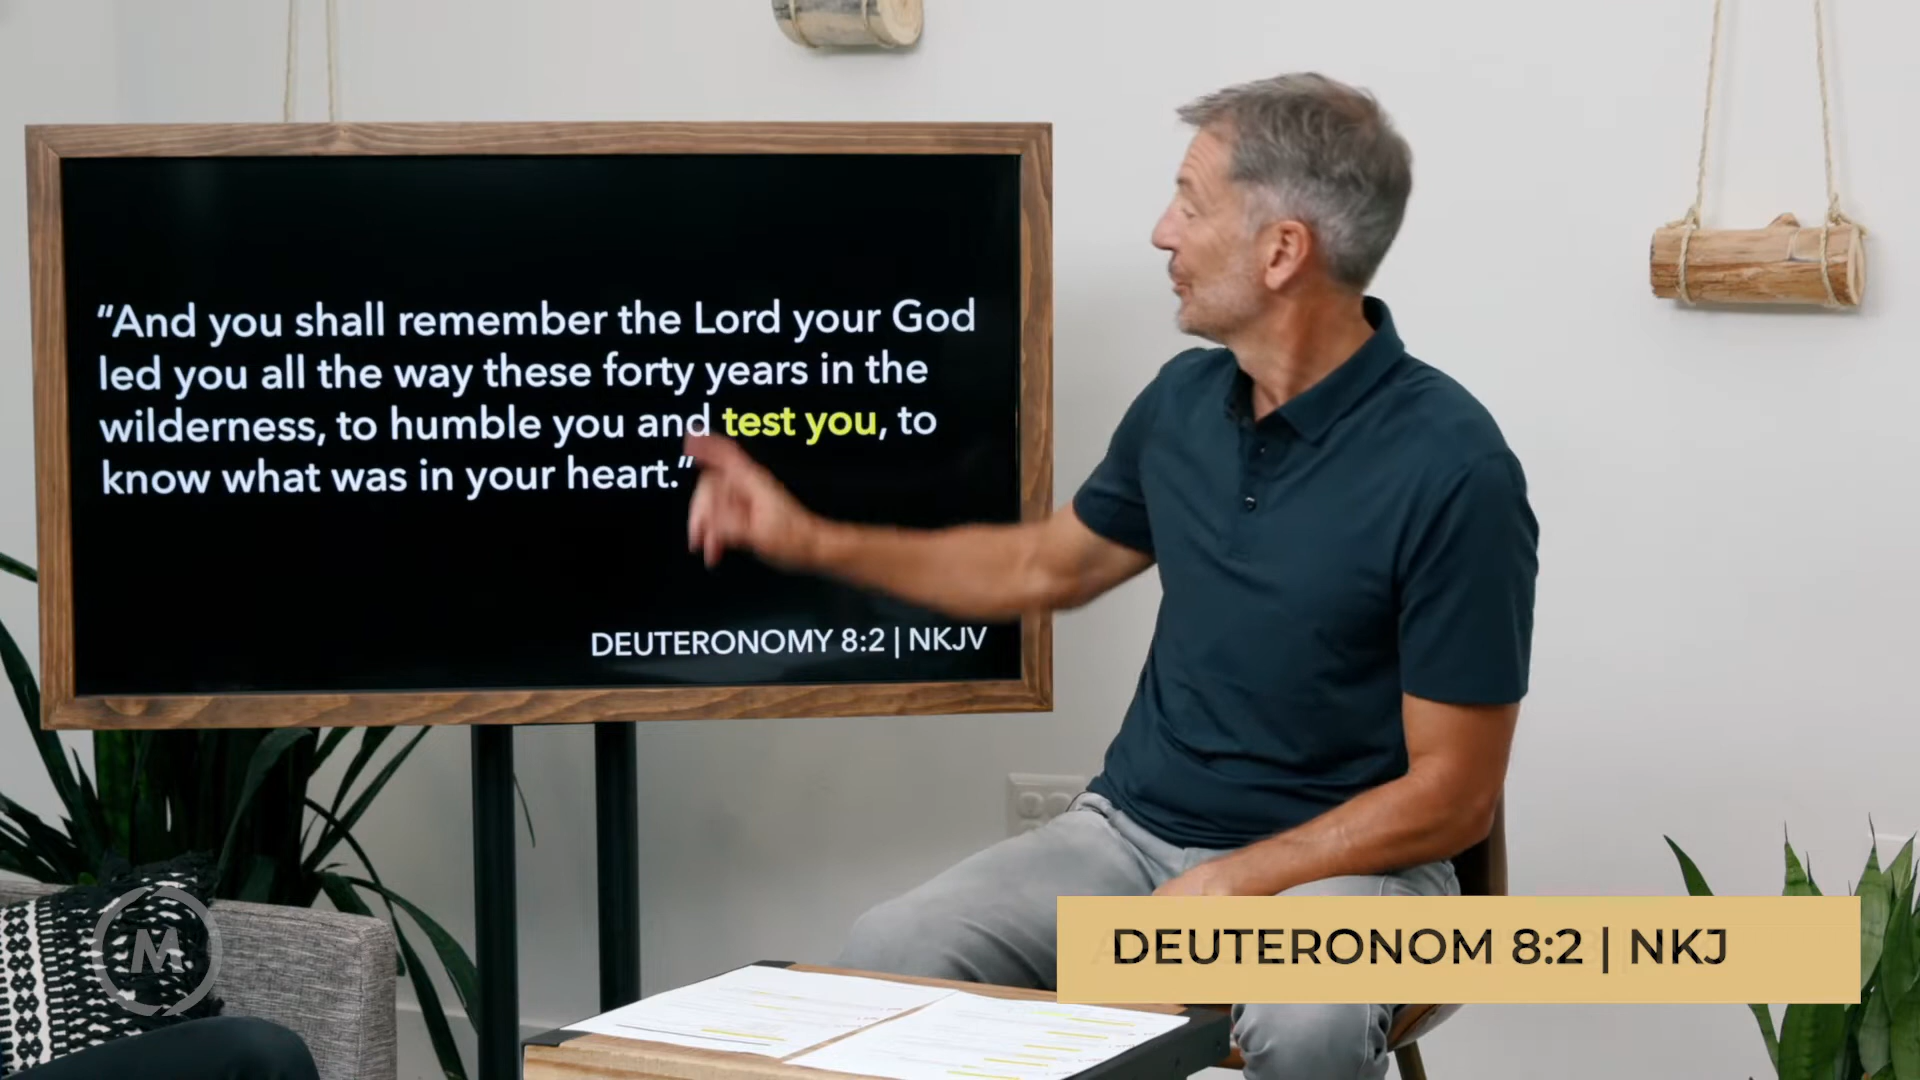 “And you shall remember the Lord your God
led you all the way these forty years in the
wilderness, to humble you and test you, to
know what was in your heart.”
DEUTERONOMY 8:2 | NKJV
M
DEUTERONOM 8:2 | NKJ